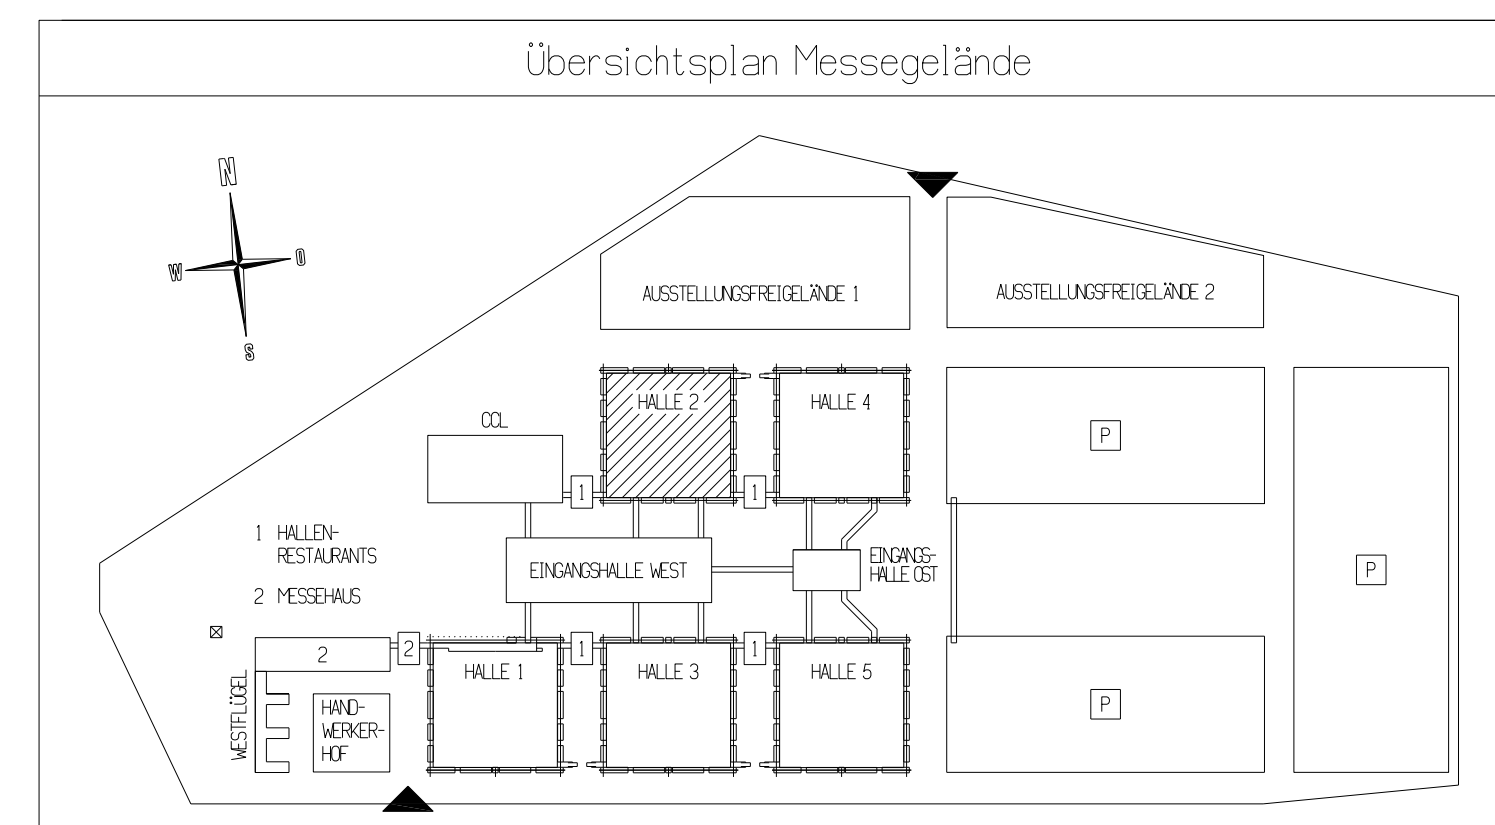 Übersichtsplan Messegelände
N
W
O
S
AUSSTELLUNGSFREIGELÄNDE 1
AUSSTELLUNGSFREIGELÄNDE 2
HALLE 2
HALLE 4
CCL
P
1
1
1 HALLEN-
RESTAURANTS
2 MESSEHAUS
EINGANGSHALLE WEST
EINGANGS-
HALLE OST
P
2
2
1
1
HALLE 1
HALLE 3
HALLE 5
WESTFLÜGEL
HAND-
WERKER-
HOF
P